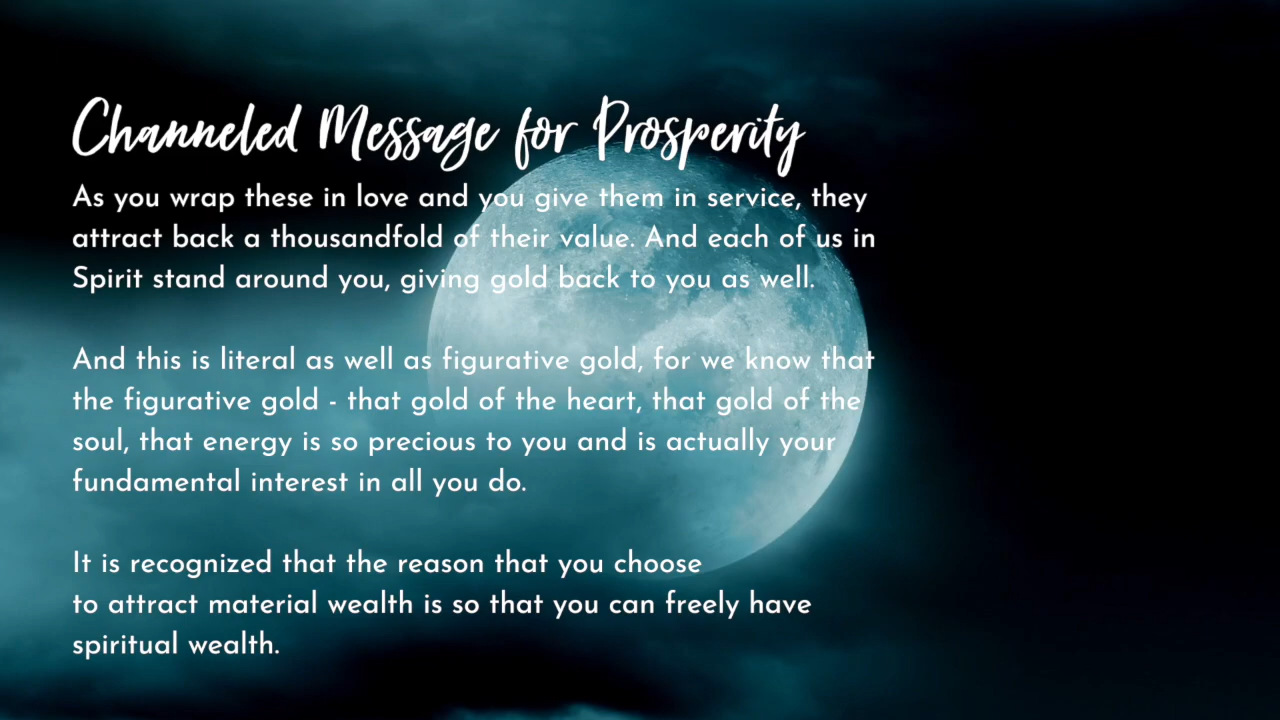 Channeled Message for Prosperity
As you wrap these in love and you give them in service, they
attract back a thousandfold of their value. And each of us in
Spirit stand around you, giving gold back to you as well.
And this is literal as well as figurative gold, for we know that
the figurative gold - that gold of the heart, that gold of the
soul, that energy is so precious to you and is actually your
fundamental interest in all you do.
It is recognized that the reason that you choose
to attract material wealth is so that you can freely have
spiritual wealth.